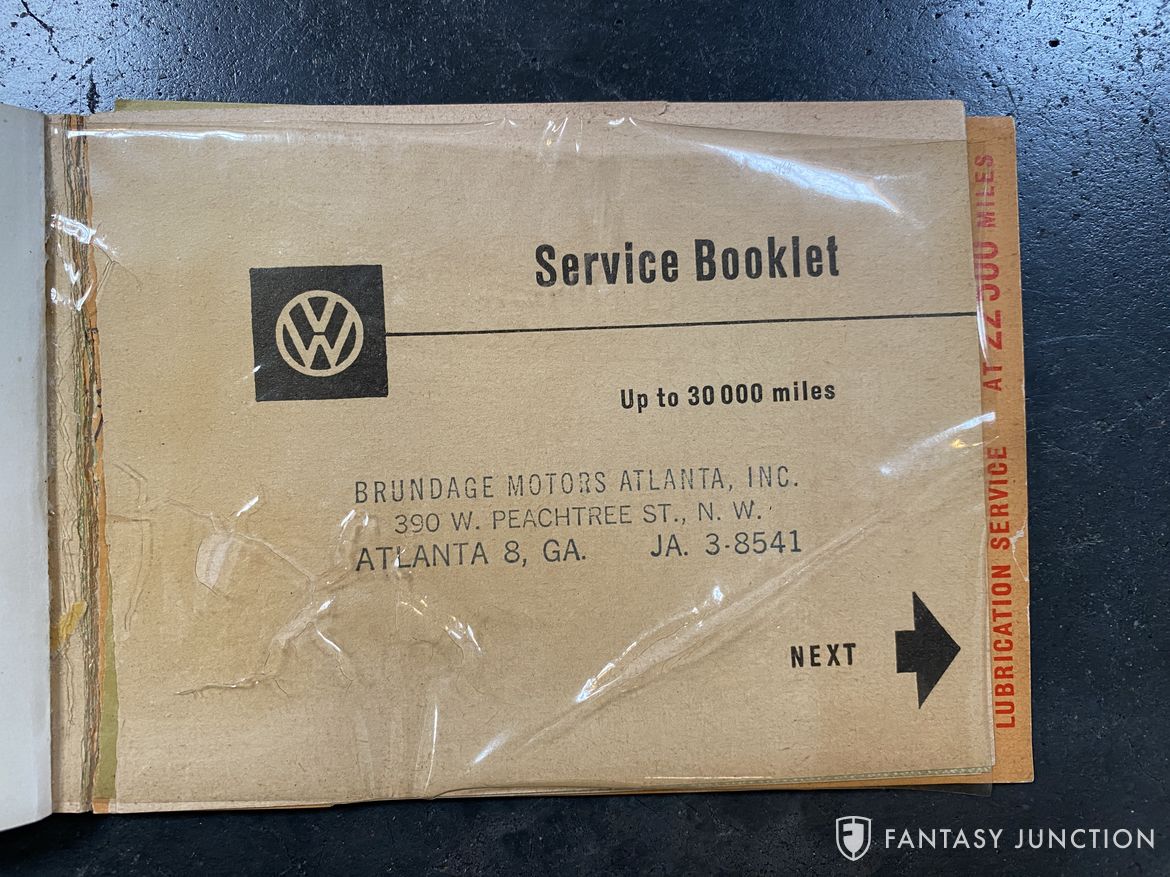 Service Booklet
VW
Up to 30 000 miles
BRUNDAGE MOTORS ATLANTA, INC.
390 W. PEACHTREE ST., N. W.
ATLANTA 8, GA. JA. 3-8541
NEXT
LUBRICATION SERVICE AT 22 500 MILES
FANTASY JUNCTION